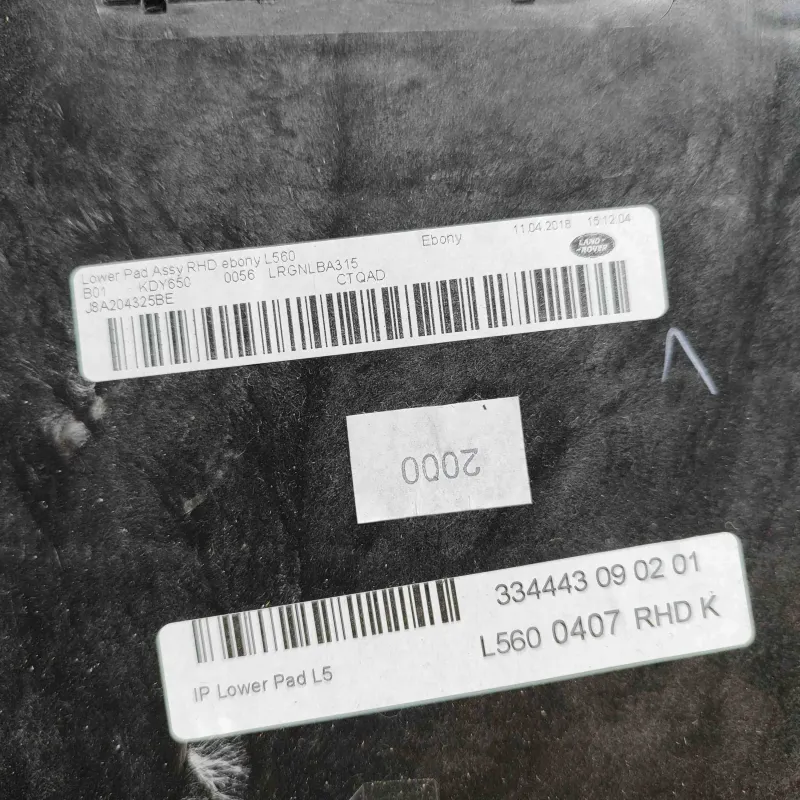 Lower Pad Assy RHD ebony L560 Ebony 11.04.2018 15:12:04
B01 - KDY650 0056 LRGNLBA315
J8A204325BE CTQAD
LAND-
ROVER
2000
334443 09 02 01
L560 0407 RHD K
IP Lower Pad L5